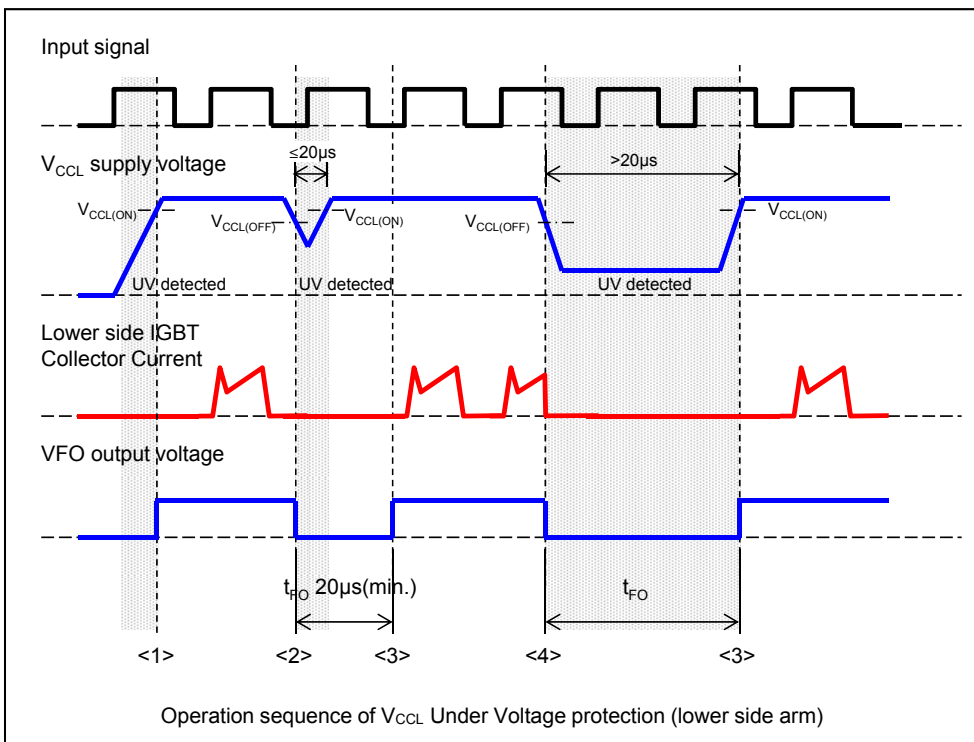 Input signal
≤20μs
>20μs
VCCL supply voltage
VCCL(ON)
VCCL(OFF)
VCCL(ON)
VCCL(OFF)
VCCL(ON)
UV detected
UV detected
UV detected
Lower side IGBT
Collector Current
VFO output voltage
tFO 20μs(min.)
tFO
<1>
<2>
<3>
<4>
<3>
Operation sequence of VCCL Under Voltage protection (lower side arm)